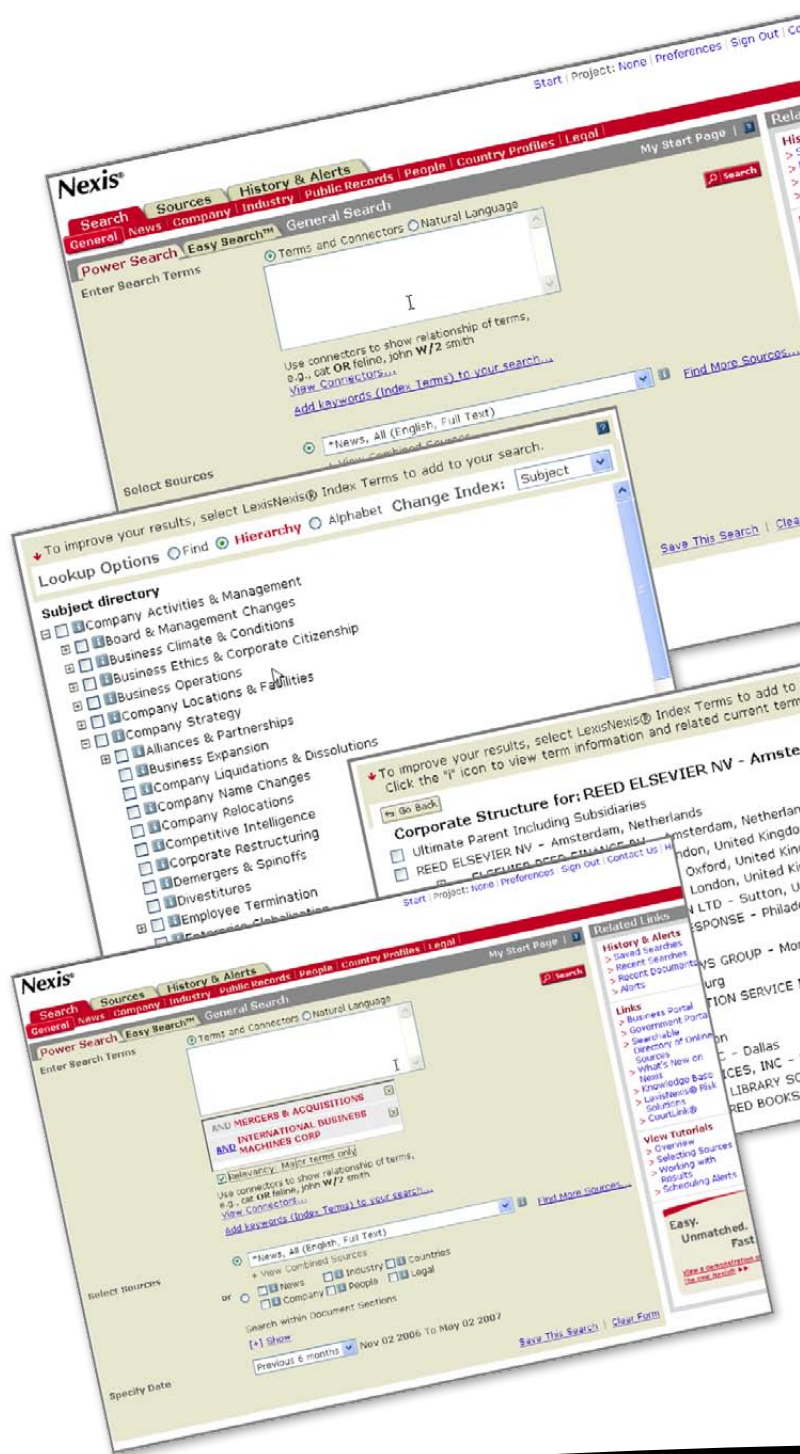 Start | Project: None | Preferences | Sign Out |
Nexis®
Search Sources History & Alerts
General News Company Industry Public Records People Country Profiles Legal
My Start Page
Power Search Easy Search™ General Search
Search
Enter Search Terms
Terms and Connectors Natural Language
Use connectors to show relationship of terms,
e.g., cat OR feline, john W/2 smith
View Connectors...
Add keywords (Index Terms) to your search...
*News, All (English, Full Text)
Find More Sources...
Select Sources
Save This Search |
To improve your results, select LexisNexis® Index Terms to add to your search.
Lookup Options Find Hierarchy Alphabet Change Index: Subject
Subject directory
Company Activities & Management
Board & Management Changes
Business Climate & Conditions
Business Ethics & Corporate Citizenship
Business Operations
Company Locations & Facilities
Company Strategy
Alliances & Partnerships
Business Expansion
Company Liquidations & Dissolutions
Company Name Changes
Company Relocations
Competitive Intelligence
Corporate Restructuring
Demergers & Spinoffs
Divestitures
Employee Termination
To improve your results, select LexisNexis® Index Terms to add to
Click the "i" icon to view term information and related current
Go Back
Corporate Structure for: REED ELSEVIER NV -
Ultimate Parent Including Subsidiaries
REED ELSEVIER NV - Amsterdam, Netherlands
Amsterdam,
United
Oxford, United
London, United
LTD - Sutton,
GROUP -
SERVICE
- Dallas
INC -
LIBRARY
BOOKS
Start | Project: None | Preferences | Sign Out | Contact Us |
Nexis®
Search Sources History & Alerts
General News Company Industry Public Records People Country Profiles Legal
My Start Page
Power Search Easy Search™ General Search
Search
Enter Search Terms
Terms and Connectors Natural Language
AND MERGERS & ACQUISITIONS
AND INTERNATIONAL BUSINESS
MACHINES CORP
Relevancy: Major terms only
Use connectors to show relationship of terms,
e.g., cat OR feline, john W/2 smith
View Connectors...
Add keywords (Index Terms) to your search...
*News, All (English, Full Text)
Find More Sources...
+ View Combined Sources
Select Sources
or News Industry Countries
Company People Legal
Search within Document Sections
[+] Show
Specify Date
Previous 6 months Nov 02 2006 To May 02 2007
Save This Search | Clear Form
Related Links
History & Alerts
> Saved Searches
> Recent Searches
> Recent Documents
> Alerts
Links
> Business Portal
> Government Portal
> Searchable
Directory of Online
Sources
> What's New on
Nexis
> Knowledge Base
> LexisNexis® Risk
Solutions
> CourtLink®
View Tutorials
> Overview
> Selecting Sources
> Working with
Results
> Scheduling Alerts
Easy.
Unmatched.
Fast